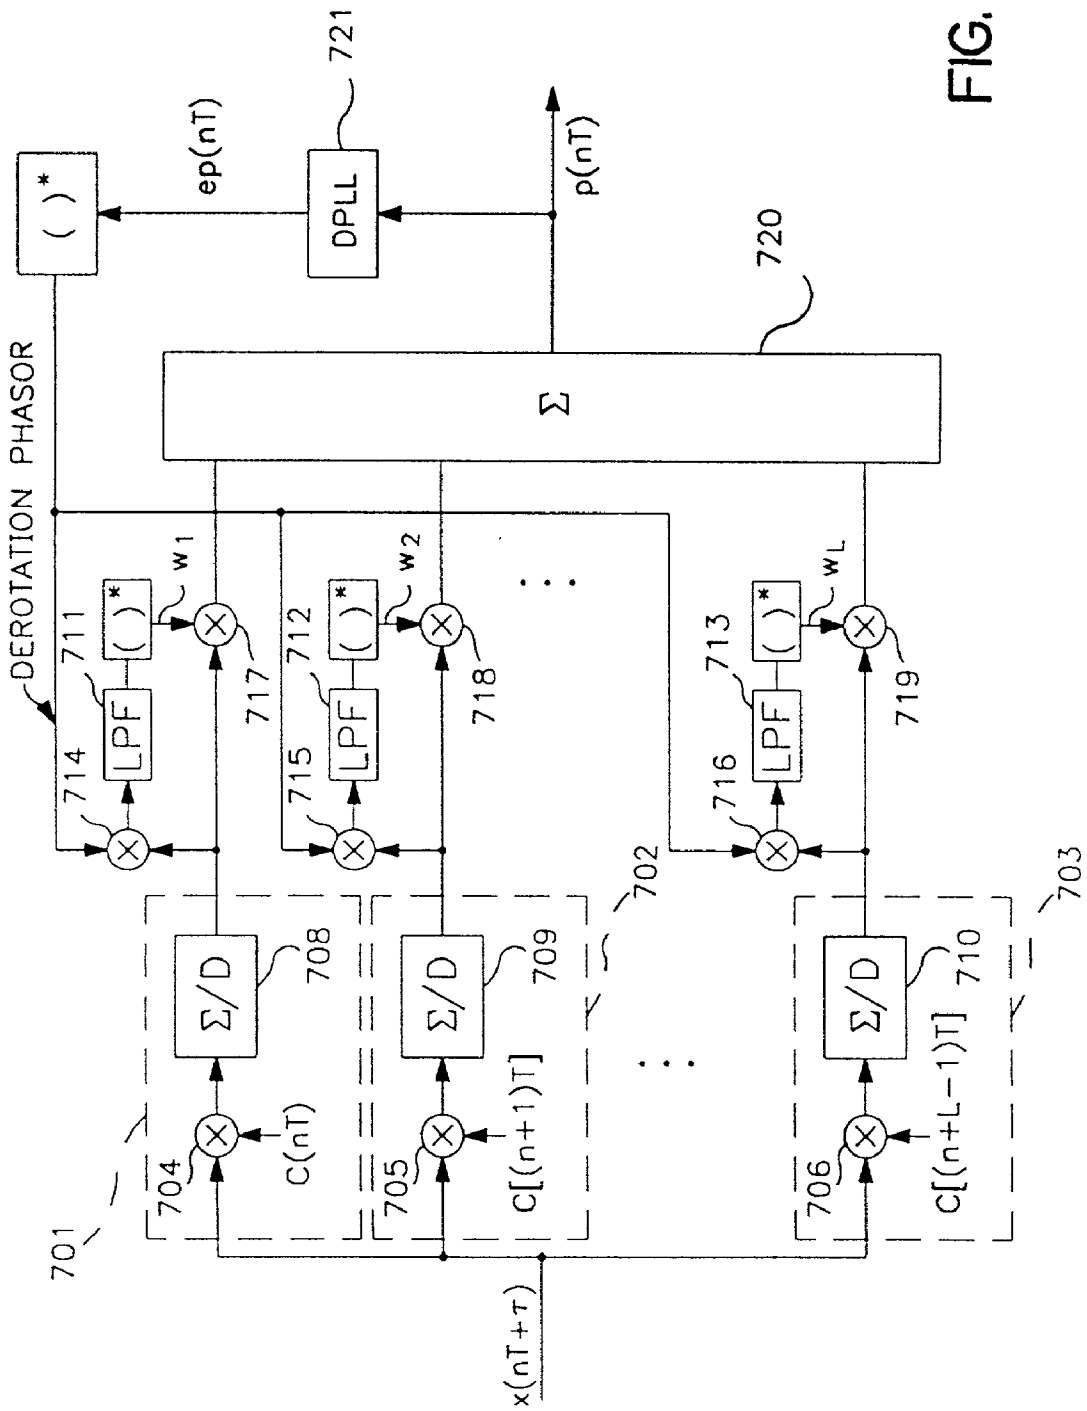 FIG.
721
ep(nT)
( )*
DPLL
p(nT)
720
Σ
DEROTATION PHASOR
711
714
LPF
( )*
w1
717
712
715
LPF
( )*
w2
718
. . .
713
716
LPF
( )*
wL
719
701
704
C(nT)
Σ/D
708
702
705
C[(n+1)T]
Σ/D
709
. . .
703
706
C[(n+L-1)T]
Σ/D
710
x(nT+τ)